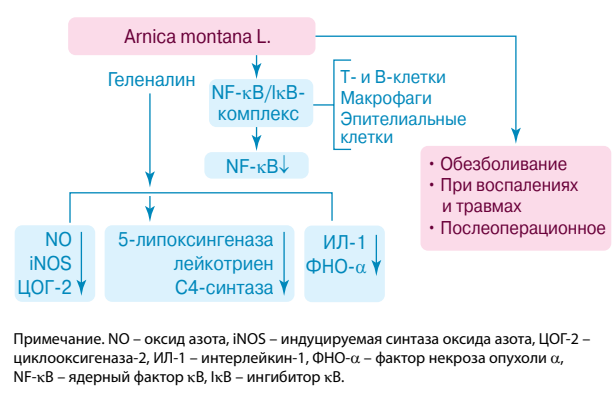 Arnica montana L.
Геленалин
NF-κB/IκB-
комплекс
Т- и В-клетки
Макрофаги
Эпителиальные
клетки
NF-κB↓
• Обезболивание
• При воспалениях
и травмах
• Послеоперационное
NO
iNOS
ЦОГ-2
5-липоксингеназа
лейкотриен
С4-синтаза
ИЛ-1
ФНО-α
Примечание. NO – оксид азота, iNOS – индуцируемая синтаза оксида азота, ЦОГ-2 –
циклооксигеназа-2, ИЛ-1 – интерлейкин-1, ФНО-α – фактор некроза опухоли α,
NF-κB – ядерный фактор κB, IκB – ингибитор κB.